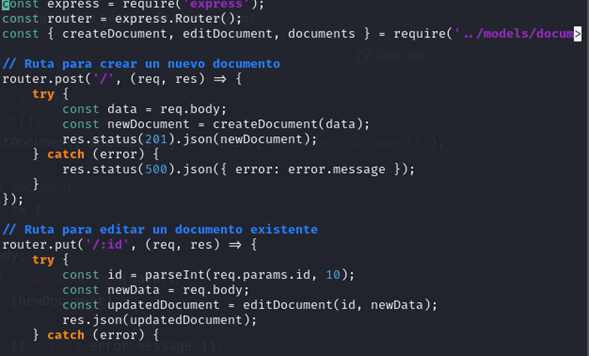 const express = require('express');
const router = express.Router();
const { createDocument, editDocument, documents } = require('../models/docum>
// Ruta para crear un nuevo documento
router.post('/', (req, res) => {
    try {
        const data = req.body;
        const newDocument = createDocument(data);
        res.status(201).json(newDocument);
    } catch (error) {
        res.status(500).json({ error: error.message });
    }
});
// Ruta para editar un documento existente
router.put('/:id', (req, res) => {
    try {
        const id = parseInt(req.params.id, 10);
        const newData = req.body;
        const updatedDocument = editDocument(id, newData);
        res.json(updatedDocument);
    } catch (error) {